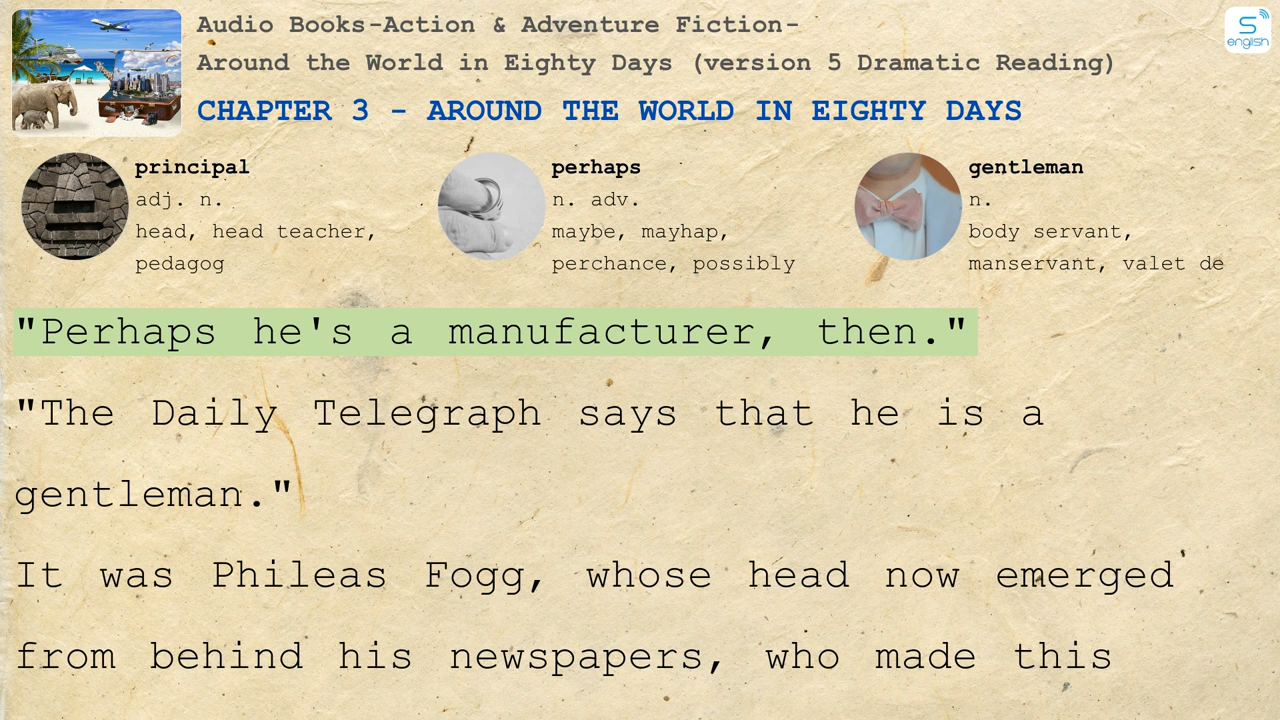 Audio Books-Action & Adventure Fiction-
Around the World in Eighty Days (version 5 Dramatic Reading)
CHAPTER 3 - AROUND THE WORLD IN EIGHTY DAYS
S
english
principal
adj. n.
head, head teacher,
pedagog
perhaps
n. adv.
maybe, mayhap,
perchance, possibly
gentleman
n.
body servant,
manservant, valet de
"Perhaps he's a manufacturer, then."
"The Daily Telegraph says that he is a
gentleman."
It was Phileas Fogg, whose head now emerged
from behind his newspapers, who made this